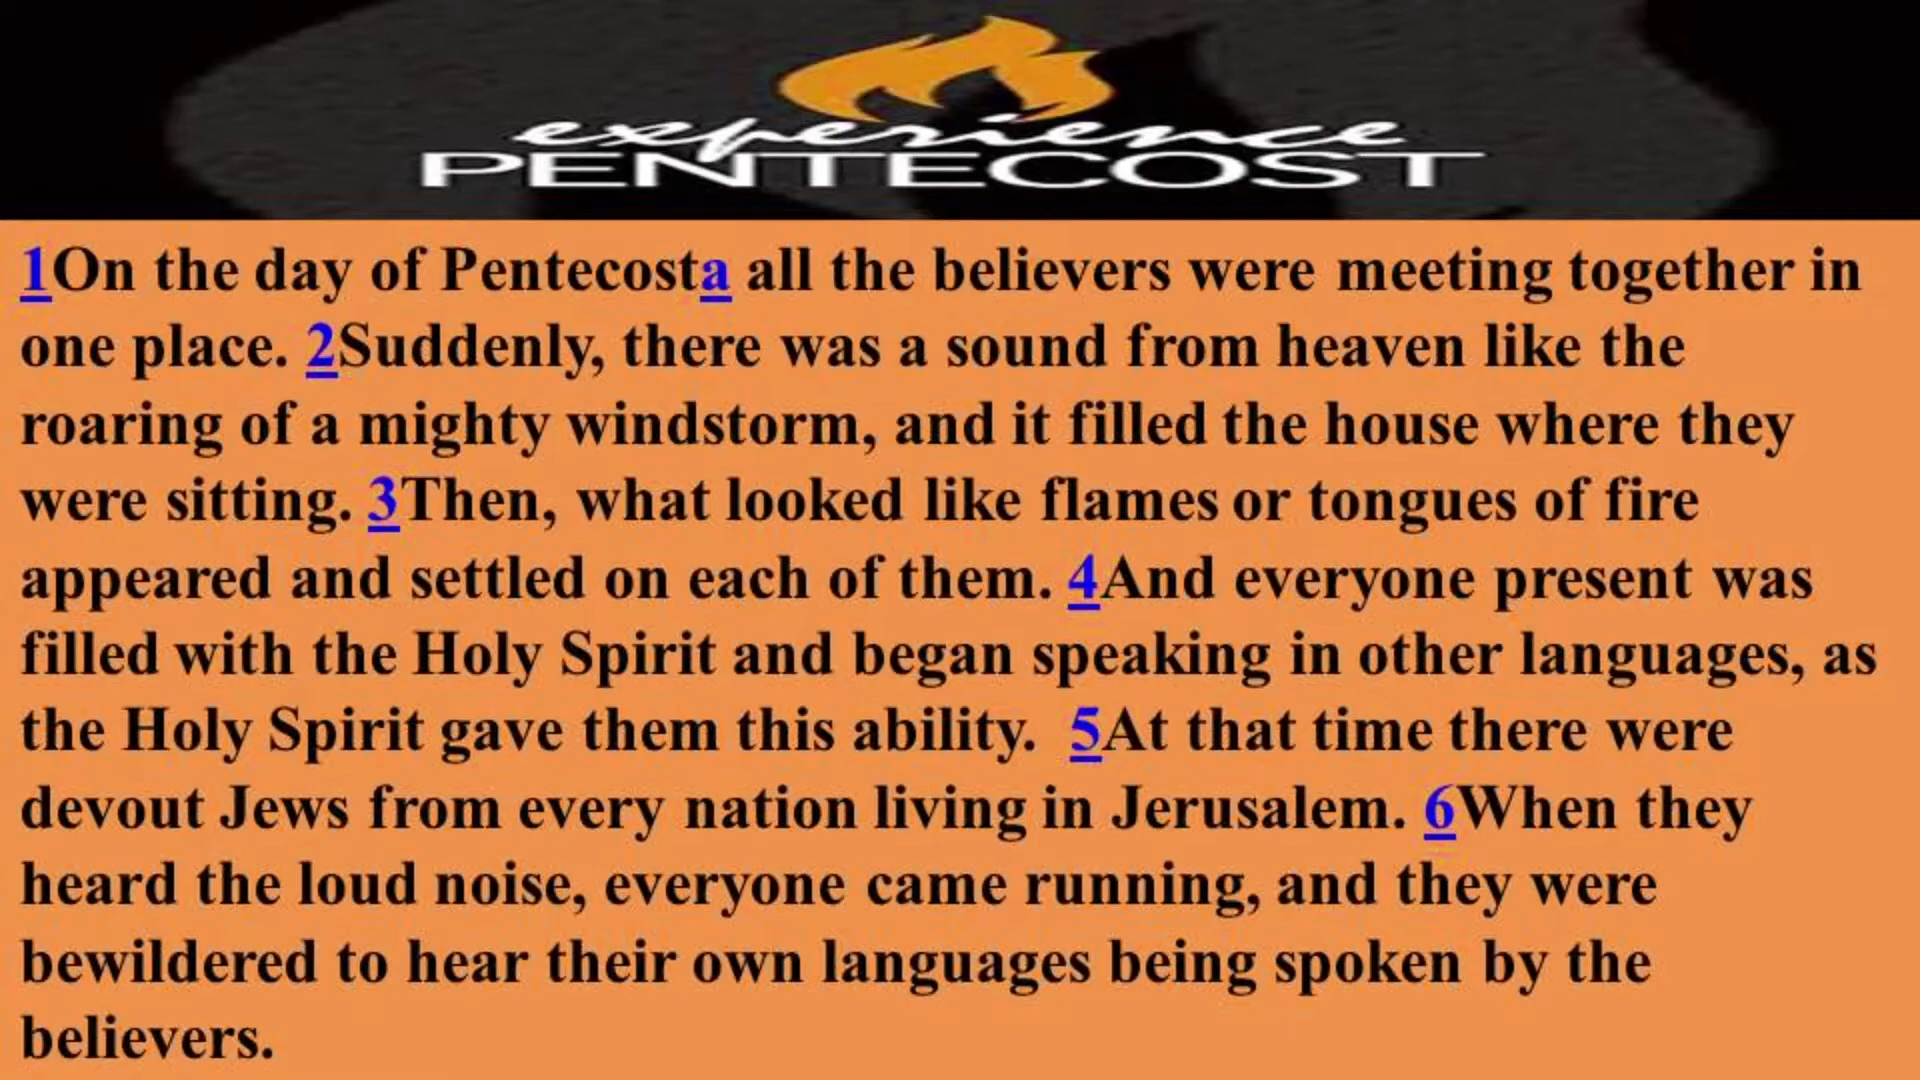 experience
PENTECOST
1On the day of Pentecosta all the believers were meeting together in
one place. 2Suddenly, there was a sound from heaven like the
roaring of a mighty windstorm, and it filled the house where they
were sitting. 3Then, what looked like flames or tongues of fire
appeared and settled on each of them. 4And everyone present was
filled with the Holy Spirit and began speaking in other languages, as
the Holy Spirit gave them this ability. 5At that time there were
devout Jews from every nation living in Jerusalem. 6When they
heard the loud noise, everyone came running, and they were
bewildered to hear their own languages being spoken by the
believers.